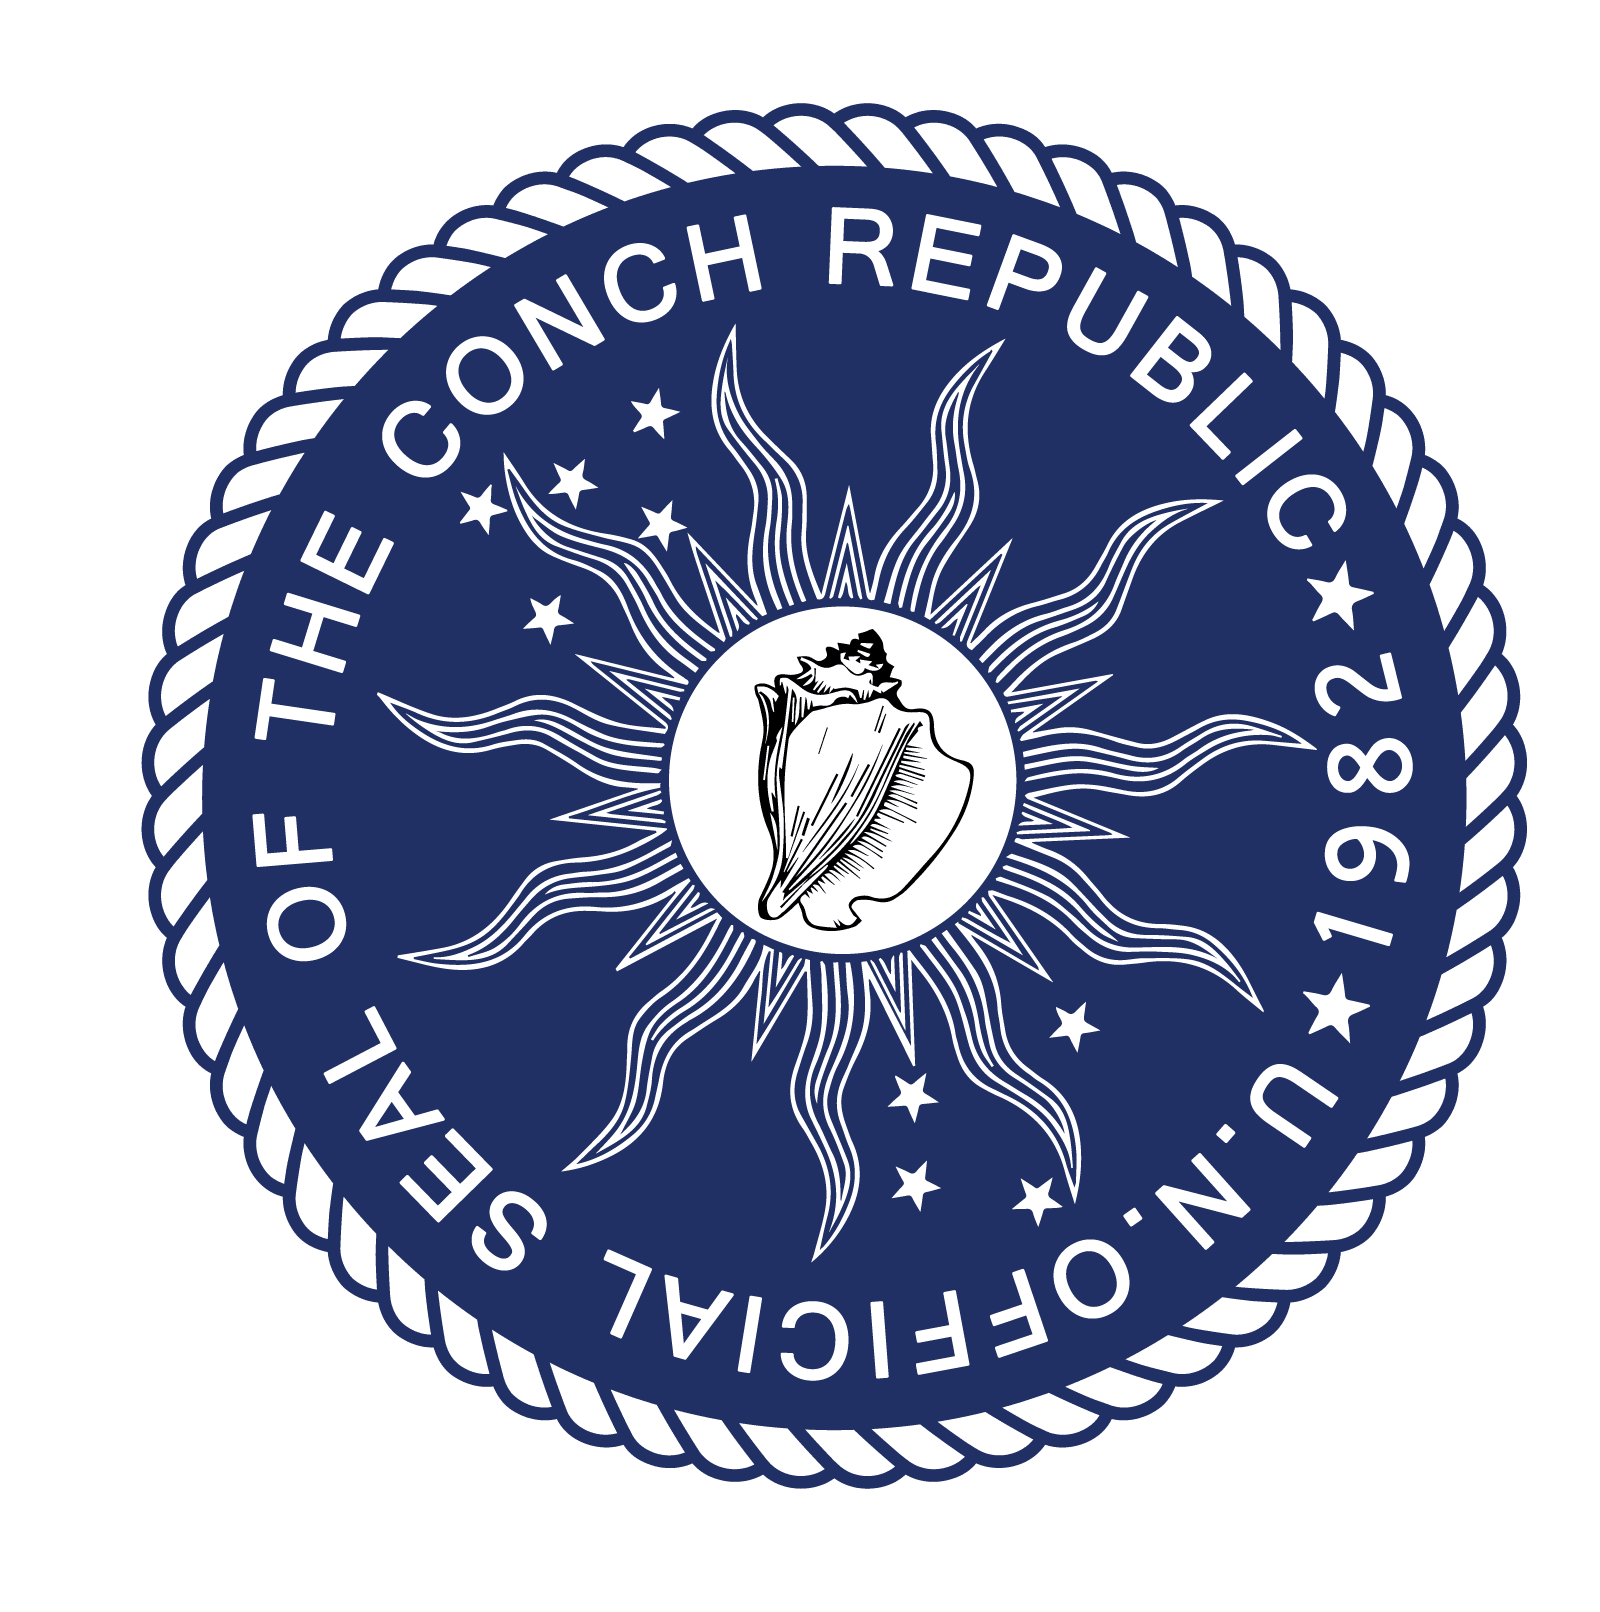 U.N. OFFICIAL SEAL OF THE CONCH REPUBLIC ★ 1982 ★